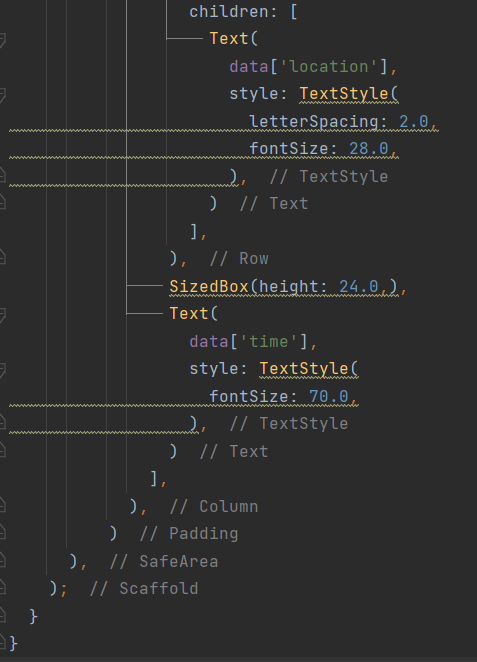 children: [
Text(
data['location'],
style: TextStyle(
letterSpacing: 2.0,
fontSize: 28.0,
), // TextStyle
) // Text
],
), // Row
SizedBox(height: 24.0,),
Text(
data['time'],
style: TextStyle(
fontSize: 70.0,
), // TextStyle
) // Text
],
), // Column
) // Padding
), // SafeArea
); // Scaffold
}
}